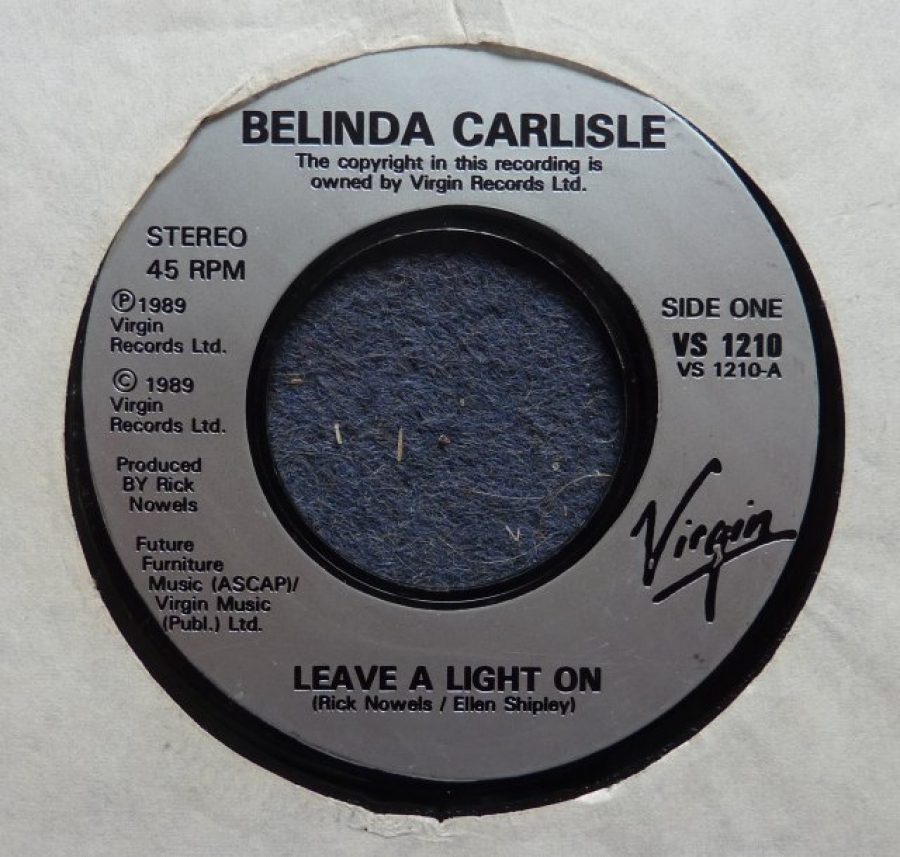 BELINDA CARLISLE
The copyright in this recording is
owned by Virgin Records Ltd.
STEREO
45 RPM
Ⓟ1989
Virgin
Records Ltd.
© 1989
Virgin
Records Ltd.
Produced
BY Rick
Nowels
Future
Furniture
Music (ASCAP)/
Virgin Music
(Publ.) Ltd.
SIDE ONE
VS 1210
VS 1210-A
Virgin
LEAVE A LIGHT ON
(Rick Nowels / Ellen Shipley)